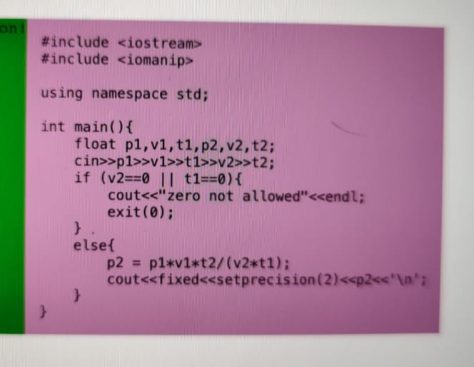 on!
#include <iostream>
#include <iomanip>
using namespace std;
int main(){
float p1,v1,t1,p2,v2,t2;
cin>>p1>>v1>>t1>>v2>>t2;
if (v2==0 || t1==0){
cout<<"zero not allowed"<<endl;
exit(0);
}
else{
p2 = p1*v1*t2/(v2*t1);
cout<<fixed<<setprecision(2)<<p2<<'\n';
}
}